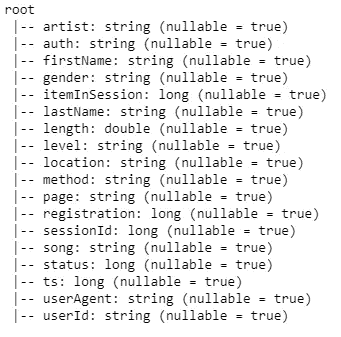 root
 |-- artist: string (nullable = true)
 |-- auth: string (nullable = true)
 |-- firstName: string (nullable = true)
 |-- gender: string (nullable = true)
 |-- itemInSession: long (nullable = true)
 |-- lastName: string (nullable = true)
 |-- length: double (nullable = true)
 |-- level: string (nullable = true)
 |-- location: string (nullable = true)
 |-- method: string (nullable = true)
 |-- page: string (nullable = true)
 |-- registration: long (nullable = true)
 |-- sessionId: long (nullable = true)
 |-- song: string (nullable = true)
 |-- status: long (nullable = true)
 |-- ts: long (nullable = true)
 |-- userAgent: string (nullable = true)
 |-- userId: string (nullable = true)